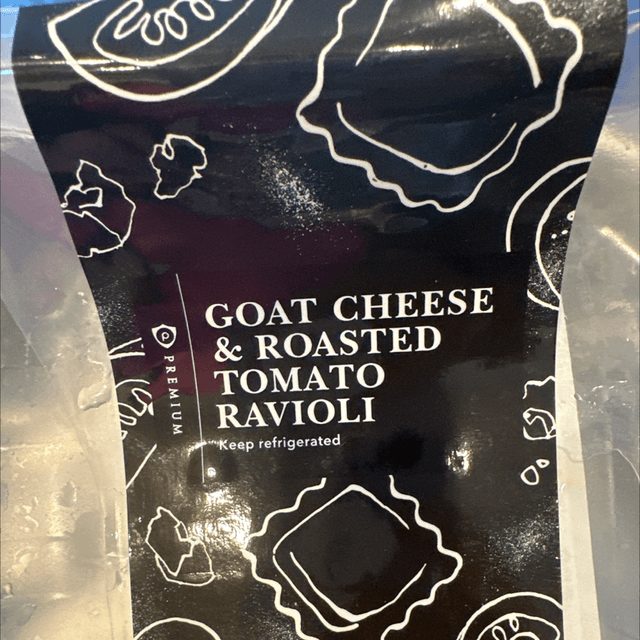 GOAT CHEESE
& ROASTED
TOMATO
RAVIOLI
Keep refrigerated
PREMIUM